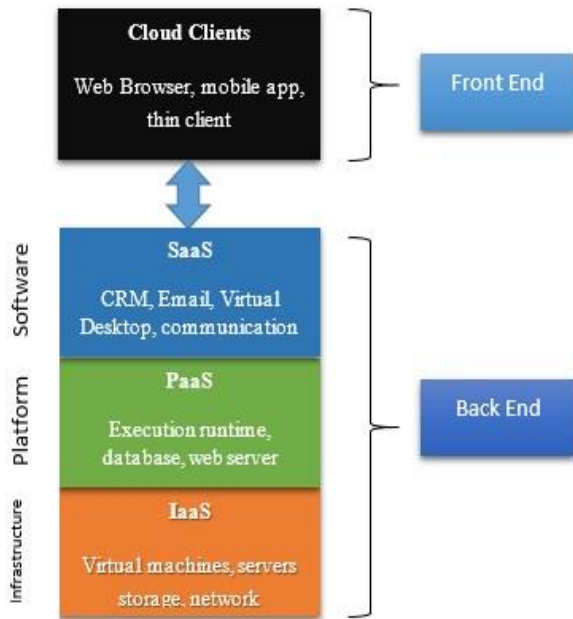 Cloud Clients
Web Browser, mobile app,
thin client
Front End
Software
SaaS
CRM, Email, Virtual
Desktop, communication
Platform
PaaS
Execution runtime,
database, web server
Back End
Infrastructure
IaaS
Virtual machines, servers
storage, network